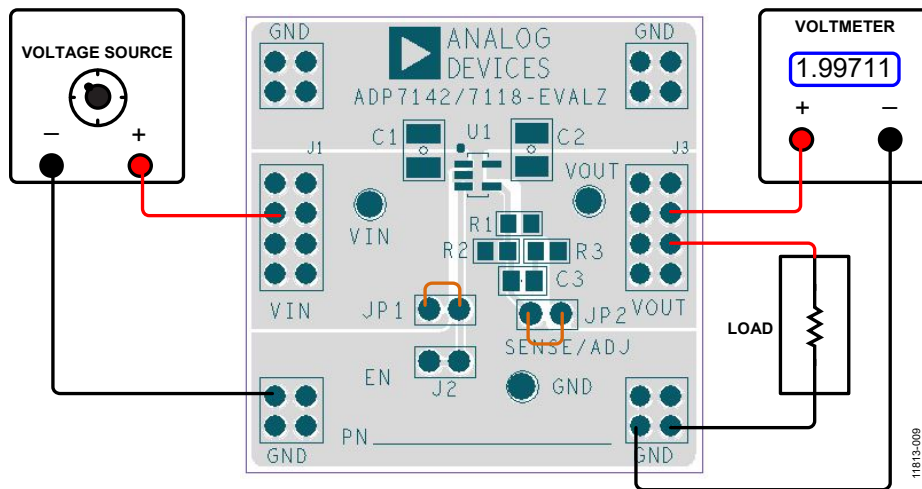 VOLTAGE SOURCE
−
+
GND
GND
ANALOG
DEVICES
ADP7142/7118-EVALZ
C1
U1
C2
J1
J3
VIN
VOUT
R1
R2
R3
C3
VIN
JP1
JP2
VOUT
SENSE/ADJ
EN
J2
GND
PN
GND
GND
VOLTMETER
1.99711
+
−
LOAD
11813-009